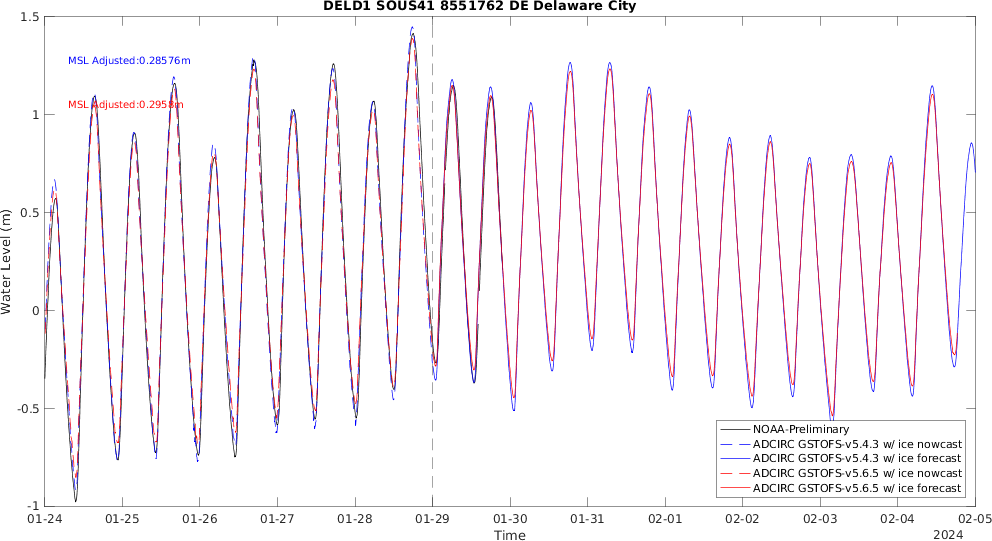 DELD1 SOUS41 8551762 DE Delaware City
1.5
MSL Adjusted:0.28576m
MSL Adjusted:0.2958m
1
0.5
Water Level (m)
0
-0.5
-1
NOAA-Preliminary
ADCIRC GSTOFS-v5.4.3 w/ ice nowcast
ADCIRC GSTOFS-v5.4.3 w/ ice forecast
ADCIRC GSTOFS-v5.6.5 w/ ice nowcast
ADCIRC GSTOFS-v5.6.5 w/ ice forecast
01-24 01-25 01-26 01-27 01-28 01-29 01-30 01-31 02-01 02-02 02-03 02-04 02-05
Time
2024